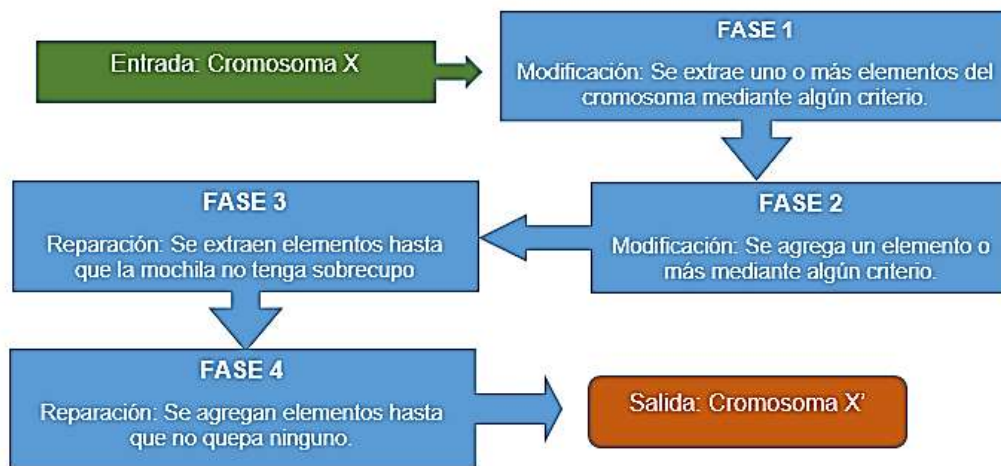 Entrada: Cromosoma X
FASE 1
Modificación: Se extrae uno o más elementos del
cromosoma mediante algún criterio.
FASE 2
Modificación: Se agrega un elemento o
más mediante algún criterio.
FASE 3
Reparación: Se extraen elementos hasta
que la mochila no tenga sobrecupo
FASE 4
Reparación: Se agregan elementos hasta
que no quepa ninguno.
Salida: Cromosoma X'